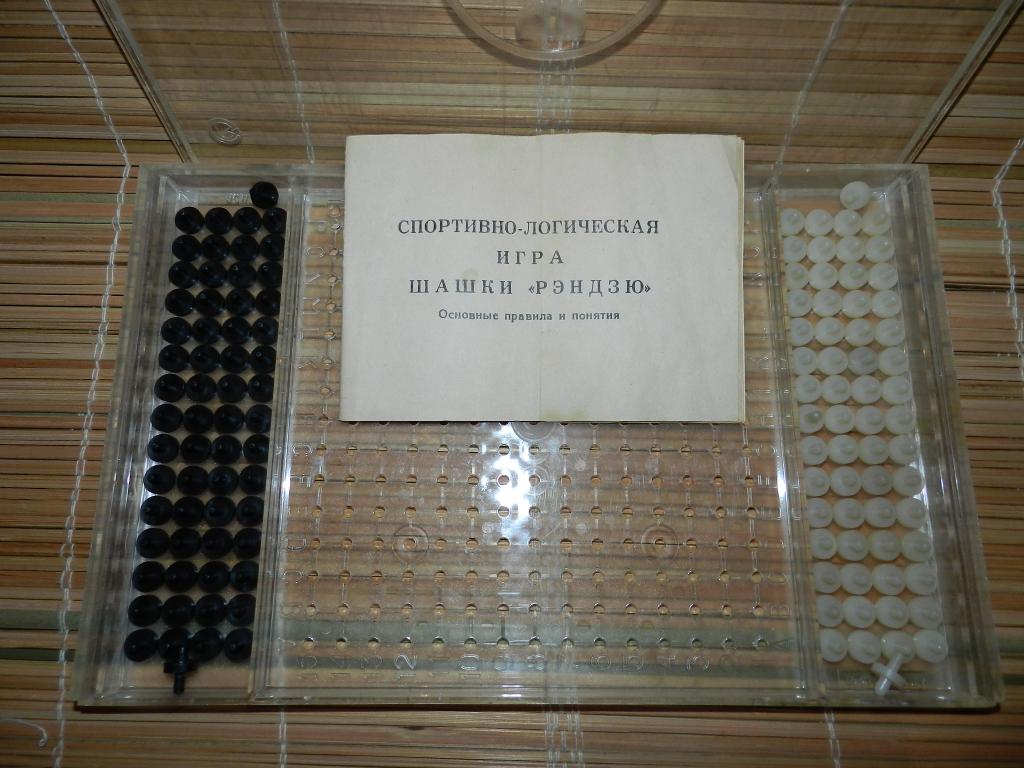 СПОРТИВНО-ЛОГИЧЕСКАЯ
ИГРА
ШАШКИ «РЭНДЗЮ»
Основные правила и понятия